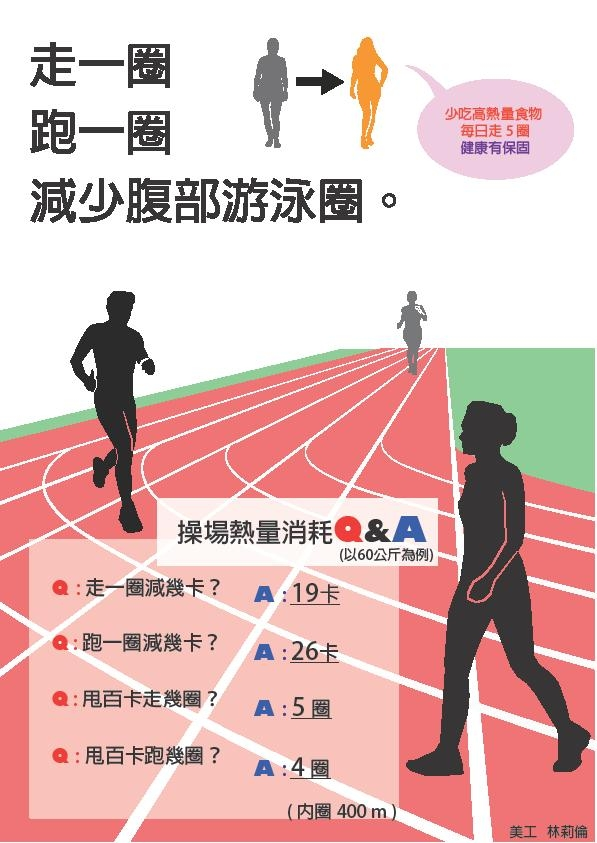 走一圈
跑一圈
減少腹部游泳圈。
少吃高熱量食物
每日走 5 圈
健康有保固
操場熱量消耗Q&A
(以60公斤為例)
Q：走一圈減幾卡？ A：19卡
Q：跑一圈減幾卡？ A：26卡
Q：甩百卡走幾圈？ A：5 圈
Q：甩百卡跑幾圈？ A：4 圈
( 内圈 400 m )
美工 林莉倫